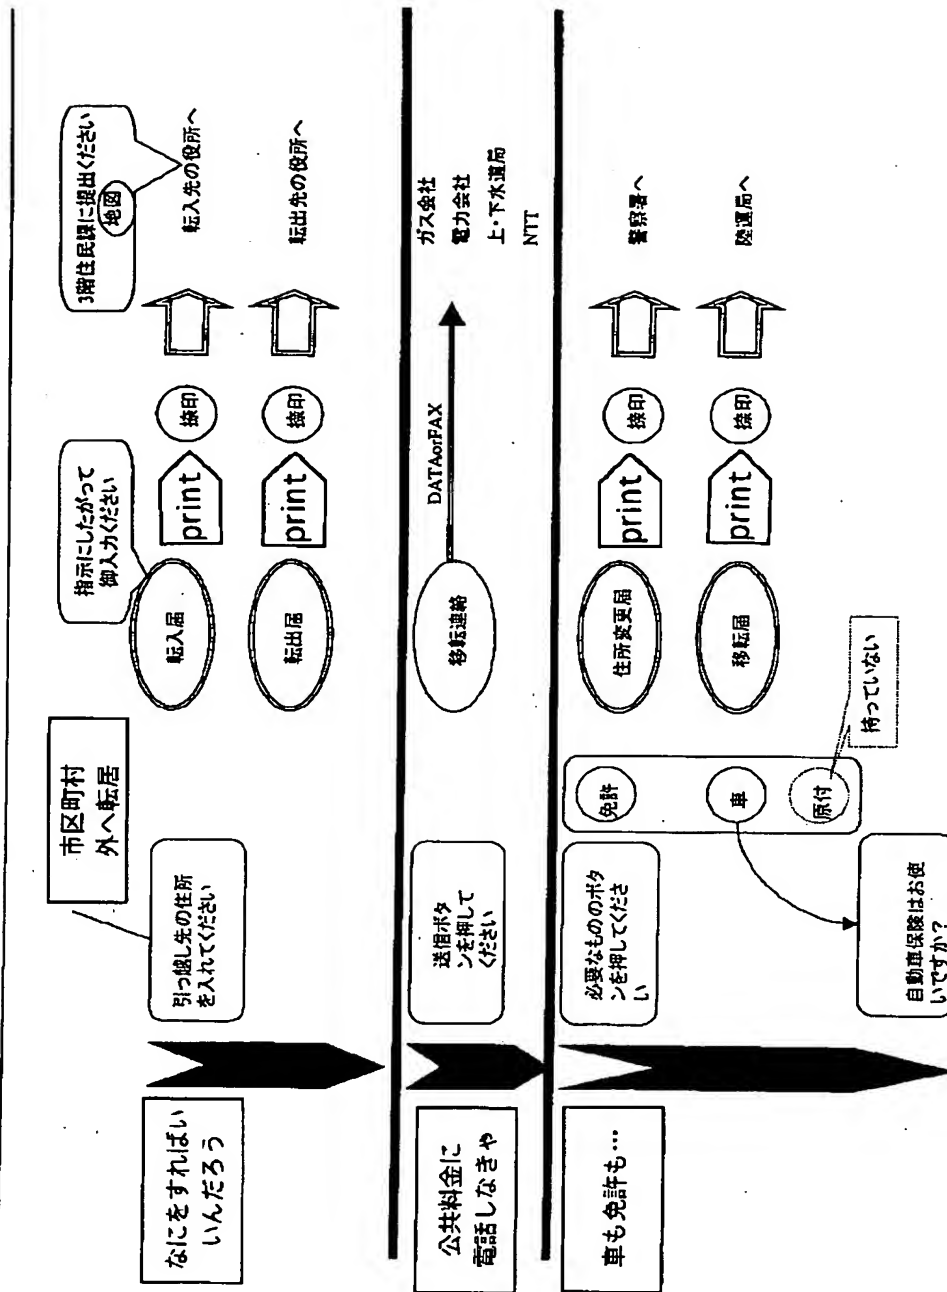 なにをすればい
いんだろう
引っ越し先の住所
を入れてください
市区町村
外へ転居
指示にしたがって
御入力ください
転入届
print
捺印
3階住民課に提出ください
地図
転入先の役所へ
転出届
print
捺印
転出先の役所へ
公共料金に
電話しなきゃ
送信ボタ
ンを押して
ください
移転連絡
DATAorFAX
ガス会社
電力会社
上・下水道局
NTT
車も免許も…
必要なもののボタ
ンを押してくださ
い
免許
住所変更届
print
捺印
警察署へ
車
移転届
print
捺印
陸運局へ
原付
持っていない
自動車保険はお使
いですか？